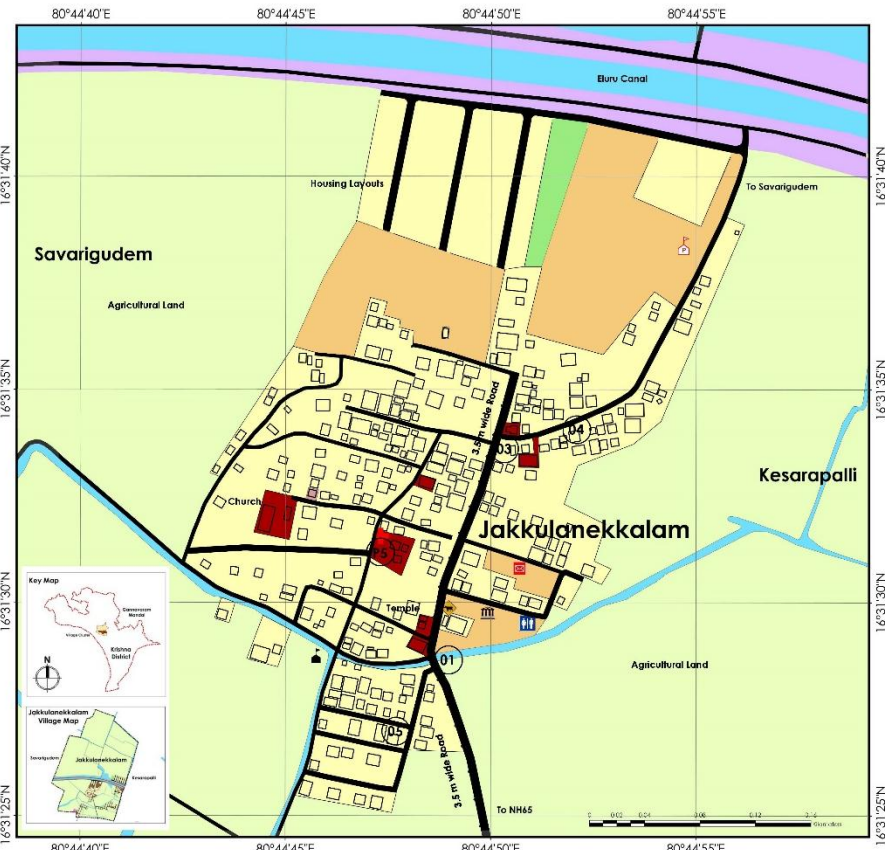 80°44'40"E
80°44'45"E
80°44'50"E
80°44'55"E
Eluru Canal
16°31'40"N
16°31'40"N
Housing Layouts
To Savarigudem
P
Savarigudem
Agricultural Land
16°31'35"N
16°31'35"N
3.5 m wide Road
04
03
Kesarapalli
Church
Jakkulanekkalam
16°31'30"N
16°31'30"N
Key Map
Gannavaram
Mandal
Krishna
District
N
Temple
01
Agricultural Land
Jakkulanekkalam
Village Map
Savarigudem
Jakkulanekkalam
Kesarapalli
05
3.5 m wide Road
To NH65
16°31'25"N
16°31'25"N
80°44'40"E
80°44'45"E
80°44'50"E
80°44'55"E